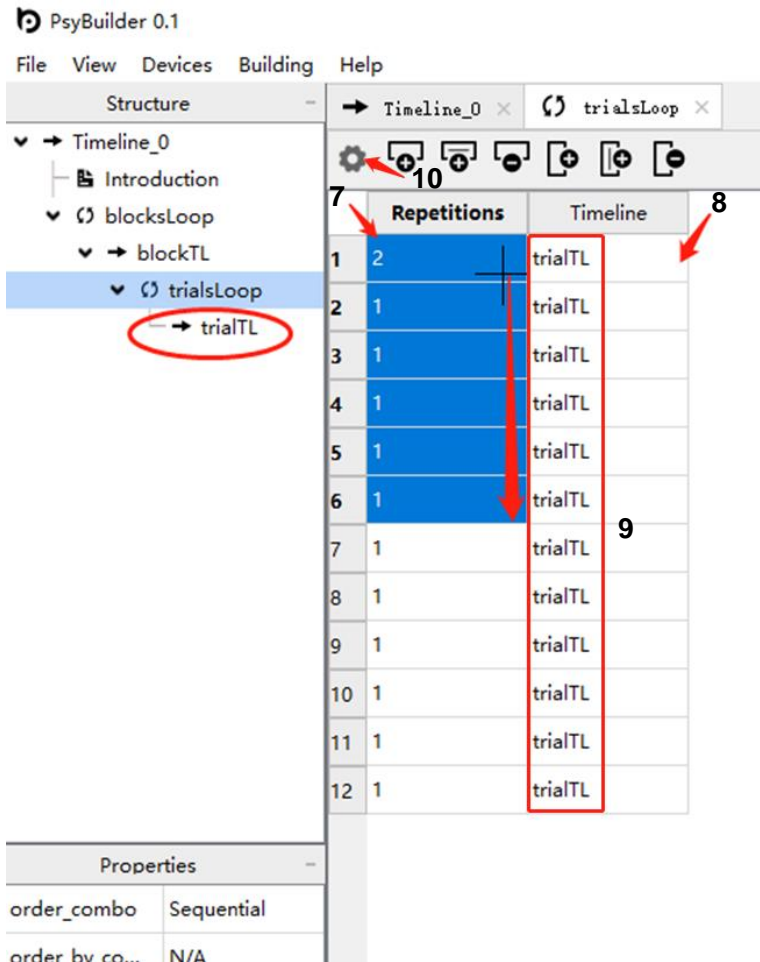 PsyBuilder 0.1
File View Devices Building Help
Structure
Timeline_0
Introduction
blocksLoop
blockTL
trialsLoop
trialTL
Timeline_0 trialsLoop
10
7 8
Repetitions Timeline
1 2 trialTL
2 1 trialTL
3 1 trialTL
4 1 trialTL
5 1 trialTL
6 1 trialTL
9
7 1 trialTL
8 1 trialTL
9 1 trialTL
10 1 trialTL
11 1 trialTL
12 1 trialTL
Properties
order_combo Sequential
order_by_co... N/A